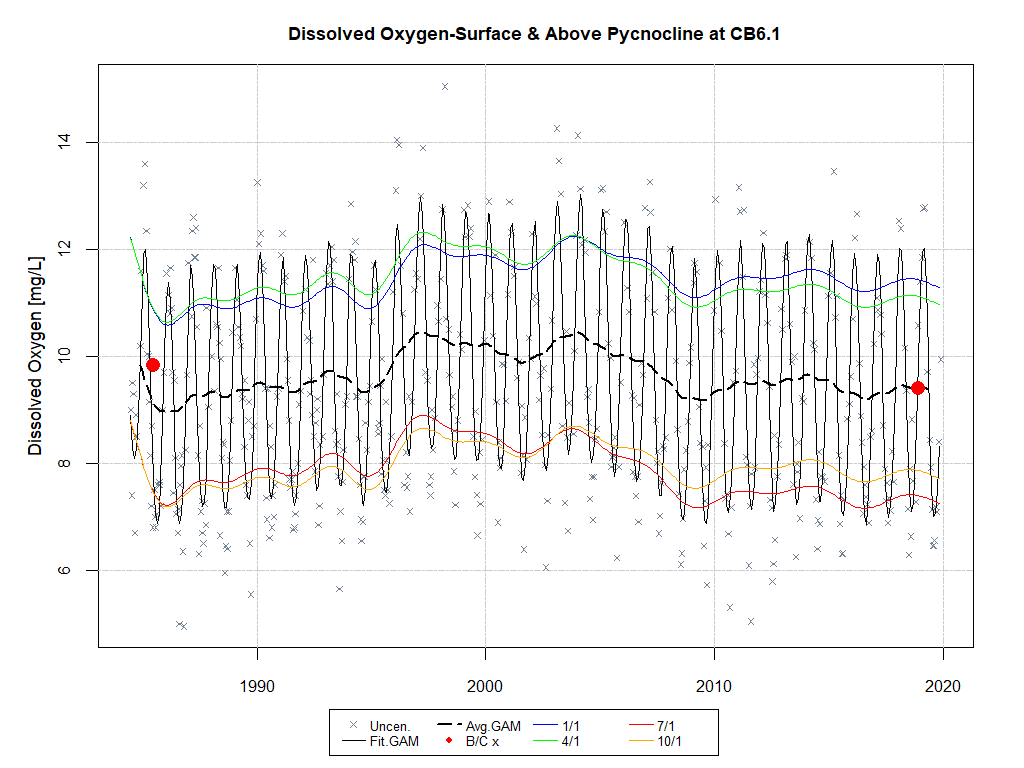 Dissolved Oxygen-Surface & Above Pycnocline at CB6.1
Dissolved Oxygen [mg/L]
14
12
10
8
6
1990 2000 2010 2020
Uncen. Avg.GAM 1/1 7/1
Fit.GAM B/C x 4/1 10/1